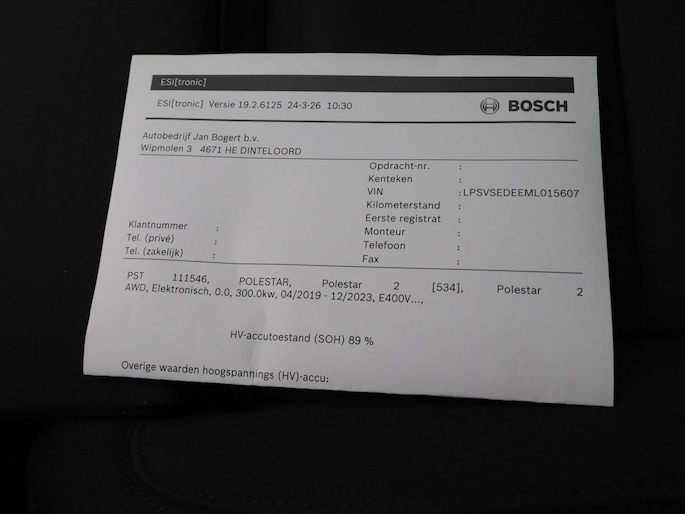 ESI[tronic]
ESI[tronic] Versie 19.2.6125 24-3-26 10:30
BOSCH
Autobedrijf Jan Bogert b.v.
Wipmolen 3 4671 HE DINTELOORD
Opdracht-nr. :
Kenteken :
VIN :LPSVSEDEEML015607
Kilometerstand :
Eerste registrat :
Klantnummer : Monteur :
Tel. (privé) : Telefoon :
Tel. (zakelijk) : Fax :
PST 111546, POLESTAR, Polestar 2 [534], Polestar 2
AWD, Elektronisch, 0.0, 300.0kw, 04/2019 - 12/2023, E400V...,
HV-accutoestand (SOH) 89 %
Overige waarden hoogspannings (HV)-accu: